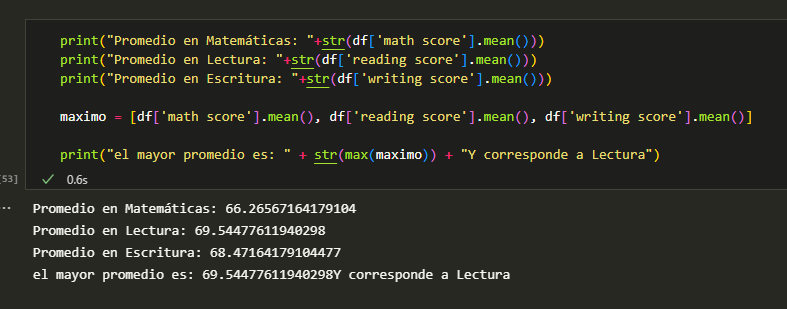 print("Promedio en Matemáticas: "+str(df['math score'].mean()))
print("Promedio en Lectura: "+str(df['reading score'].mean()))
print("Promedio en Escritura: "+str(df['writing score'].mean()))
maximo = [df['math score'].mean(), df['reading score'].mean(), df['writing score'].mean()]
print("el mayor promedio es: " + str(max(maximo)) + "Y corresponde a Lectura")
[53] ✓ 0.6s
... Promedio en Matemáticas: 66.26567164179104
Promedio en Lectura: 69.54477611940298
Promedio en Escritura: 68.47164179104477
el mayor promedio es: 69.54477611940298Y corresponde a Lectura